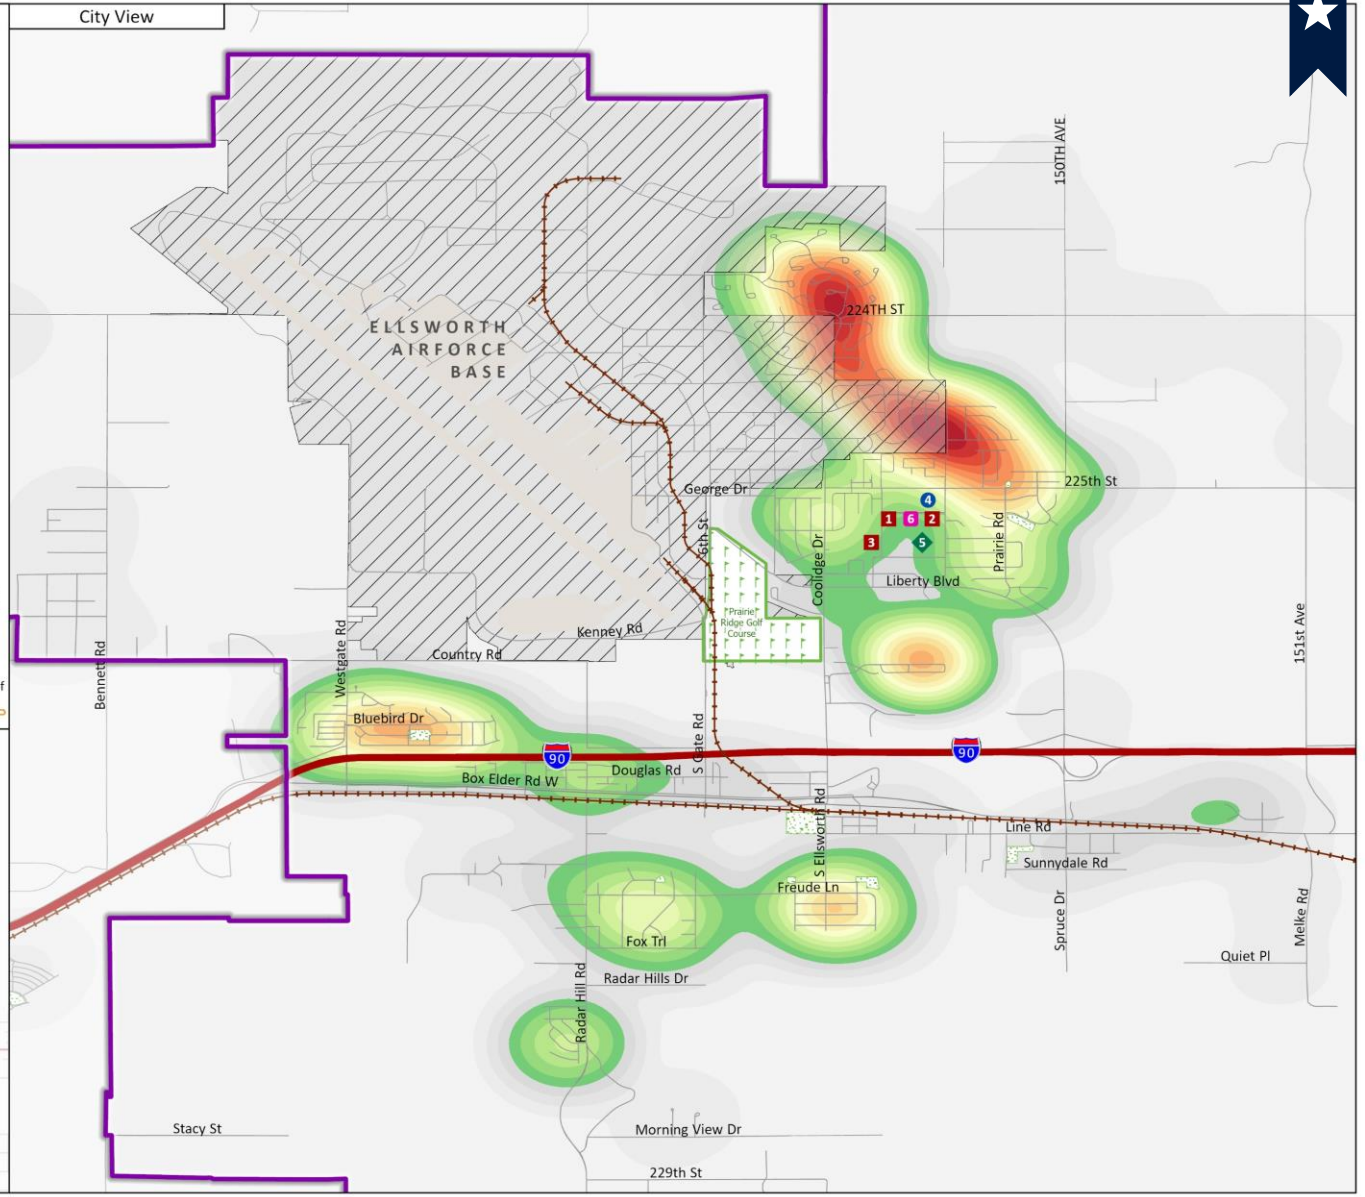 City View
150TH AVE
224TH ST
ELLSWORTH
AIRFORCE
BASE
225th St
George Dr
4
1
6
2
3
5
6th St
Prairie Rd
Coolidge Dr
Liberty Blvd
Prairie
Ridge Golf
Course
Kenney Rd
Country Rd
Westgate Rd
Bennett Rd
151st Ave
f
Bluebird Dr
S Gate Rd
90
90
Douglas Rd
Box Elder Rd W
S Ellsworth Rd
Line Rd
Sunnydale Rd
Freude Ln
Spruce Dr
Melke Rd
Fox Trl
Quiet Pl
Radar Hills Dr
Radar Hill Rd
Stacy St
Morning View Dr
229th St